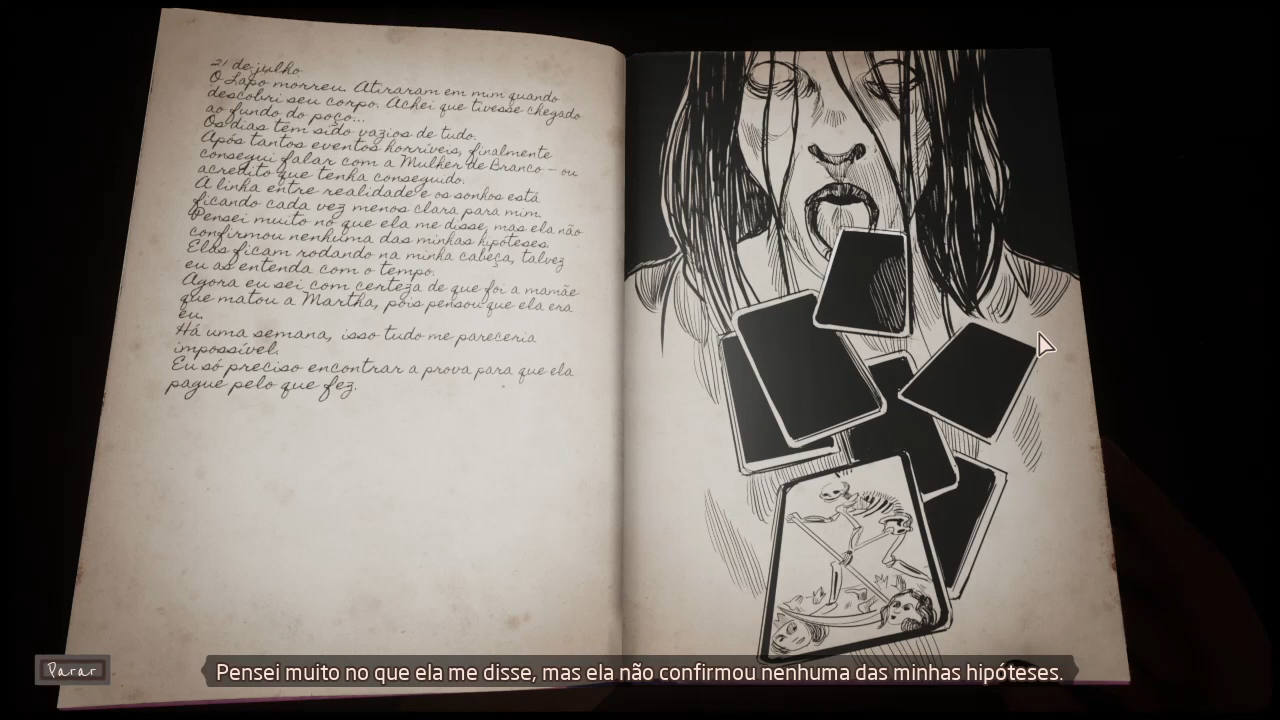 21 de julho
O Lapo morreu. Atiraram em mim quando
descobri seu corpo. Achei que tivesse chegado
ao fundo do poço...
Os dias têm sido vazios de tudo.
Após tantos eventos horríveis, finalmente
consegui falar com a Mulher de Branco – ou
acredito que tenha conseguido.
A linha entre realidade e os sonhos está
ficando cada vez menos clara para mim.
Pensei muito no que ela me disse, mas ela não
confirmou nenhuma das minhas hipóteses.
Elas ficam rodando na minha cabeça, talvez
eu as entenda com o tempo.
Agora eu sei com certeza de que foi a mamãe
que matou a Martha, pois pensou que ela era
eu.
Há uma semana, isso tudo me pareceria
impossível.
Eu só preciso encontrar a prova para que ela
pague pelo que fez.
Parar
Pensei muito no que ela me disse, mas ela não confirmou nenhuma das minhas hipóteses.